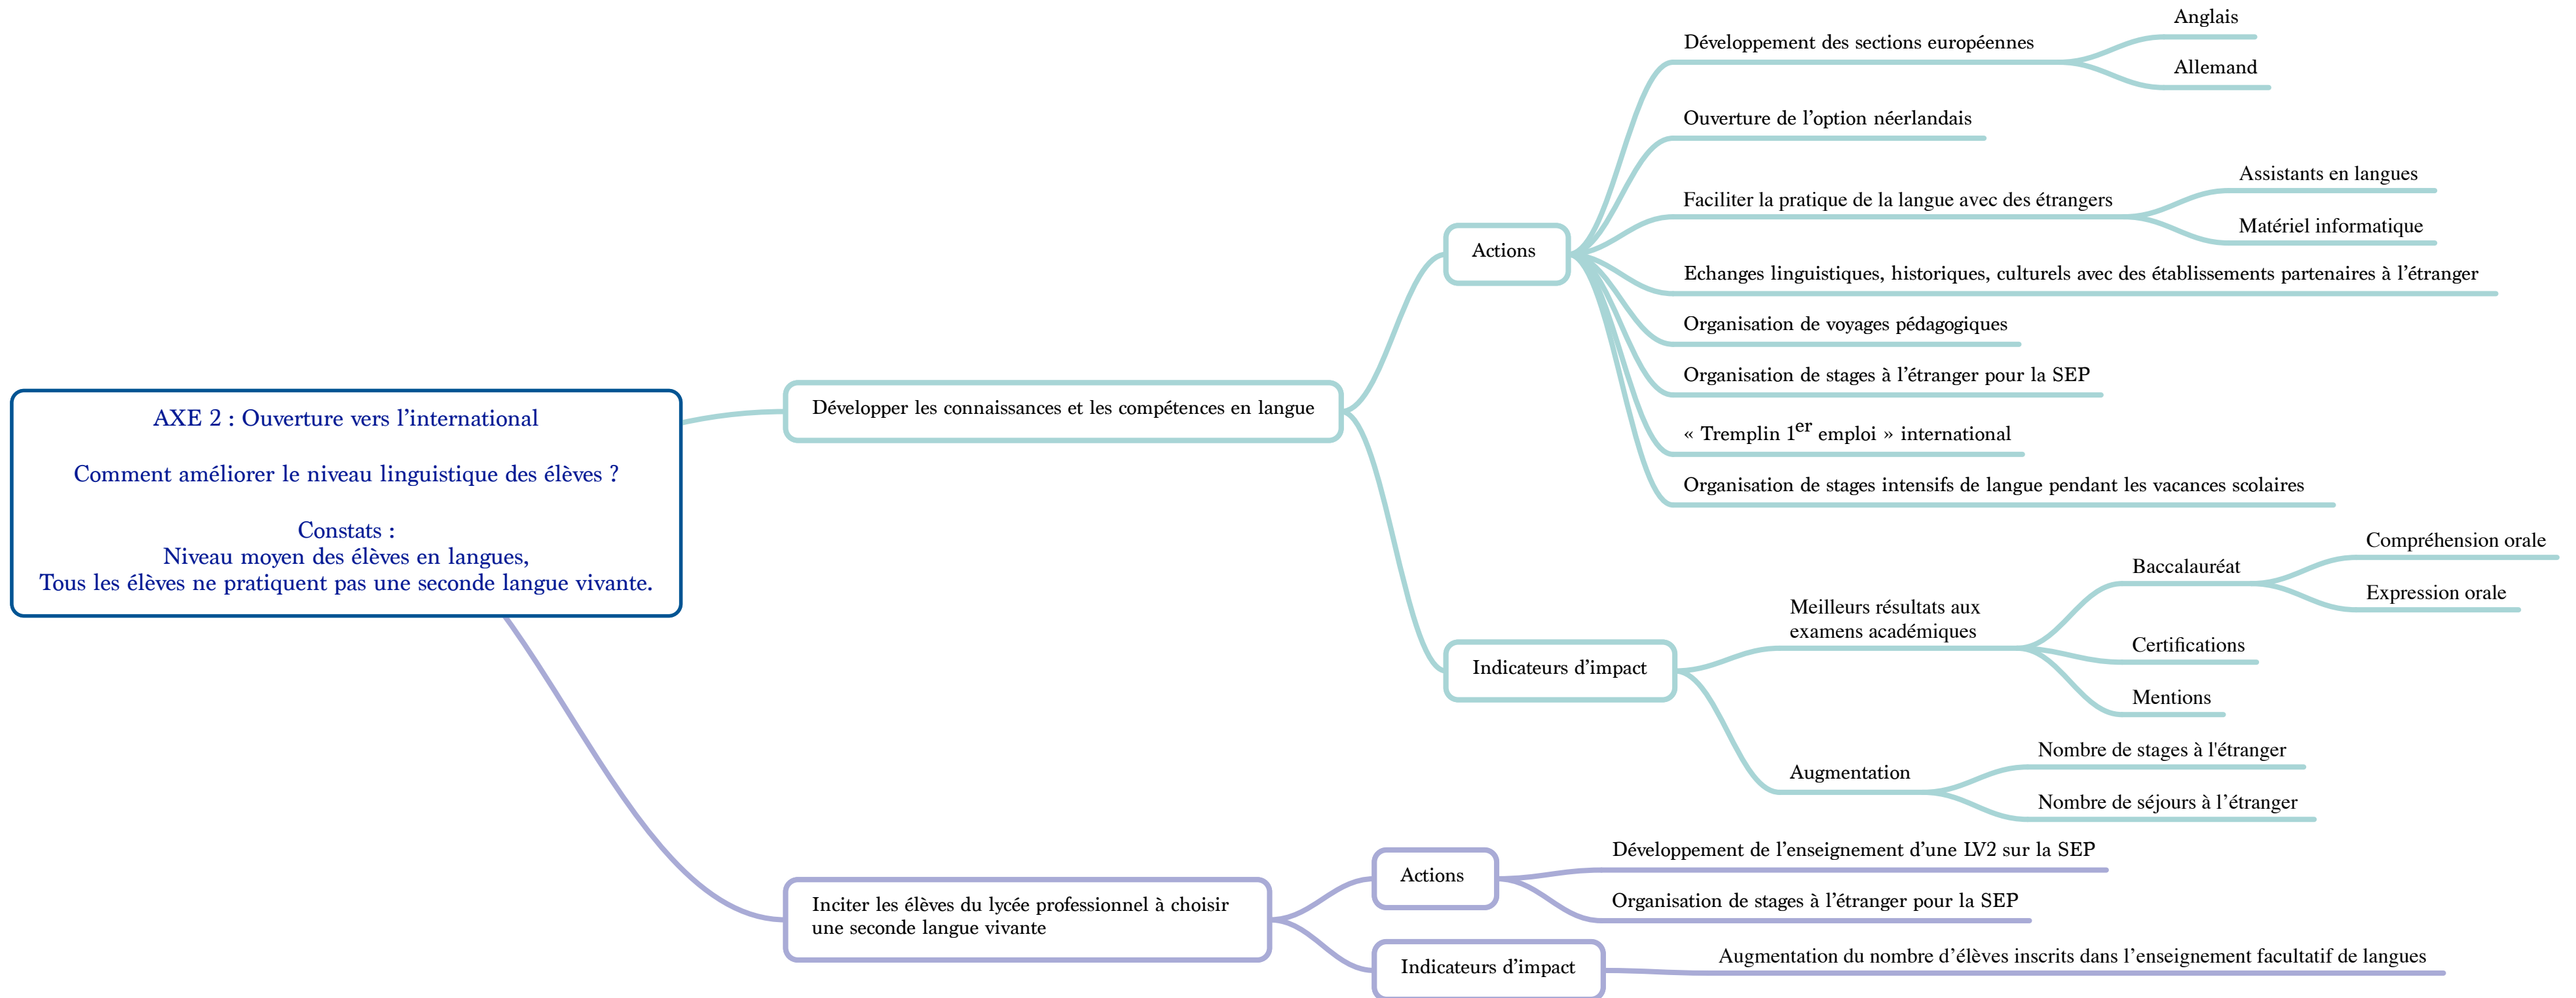 AXE 2 : Ouverture vers l’international
Comment améliorer le niveau linguistique des élèves ?
Constats :
Niveau moyen des élèves en langues,
Tous les élèves ne pratiquent pas une seconde langue vivante.
Développer les connaissances et les compétences en langue
Actions
Développement des sections européennes
Anglais
Allemand
Ouverture de l’option néerlandais
Faciliter la pratique de la langue avec des étrangers
Assistants en langues
Matériel informatique
Echanges linguistiques, historiques, culturels avec des établissements partenaires à l’étranger
Organisation de voyages pédagogiques
Organisation de stages à l’étranger pour la SEP
« Tremplin 1er emploi » international
Organisation de stages intensifs de langue pendant les vacances scolaires
Indicateurs d’impact
Meilleurs résultats aux
examens académiques
Baccalauréat
Compréhension orale
Expression orale
Certifications
Mentions
Augmentation
Nombre de stages à l'étranger
Nombre de séjours à l’étranger
Inciter les élèves du lycée professionnel à choisir
une seconde langue vivante
Actions
Développement de l’enseignement d’une LV2 sur la SEP
Organisation de stages à l’étranger pour la SEP
Indicateurs d’impact
Augmentation du nombre d’élèves inscrits dans l’enseignement facultatif de langues